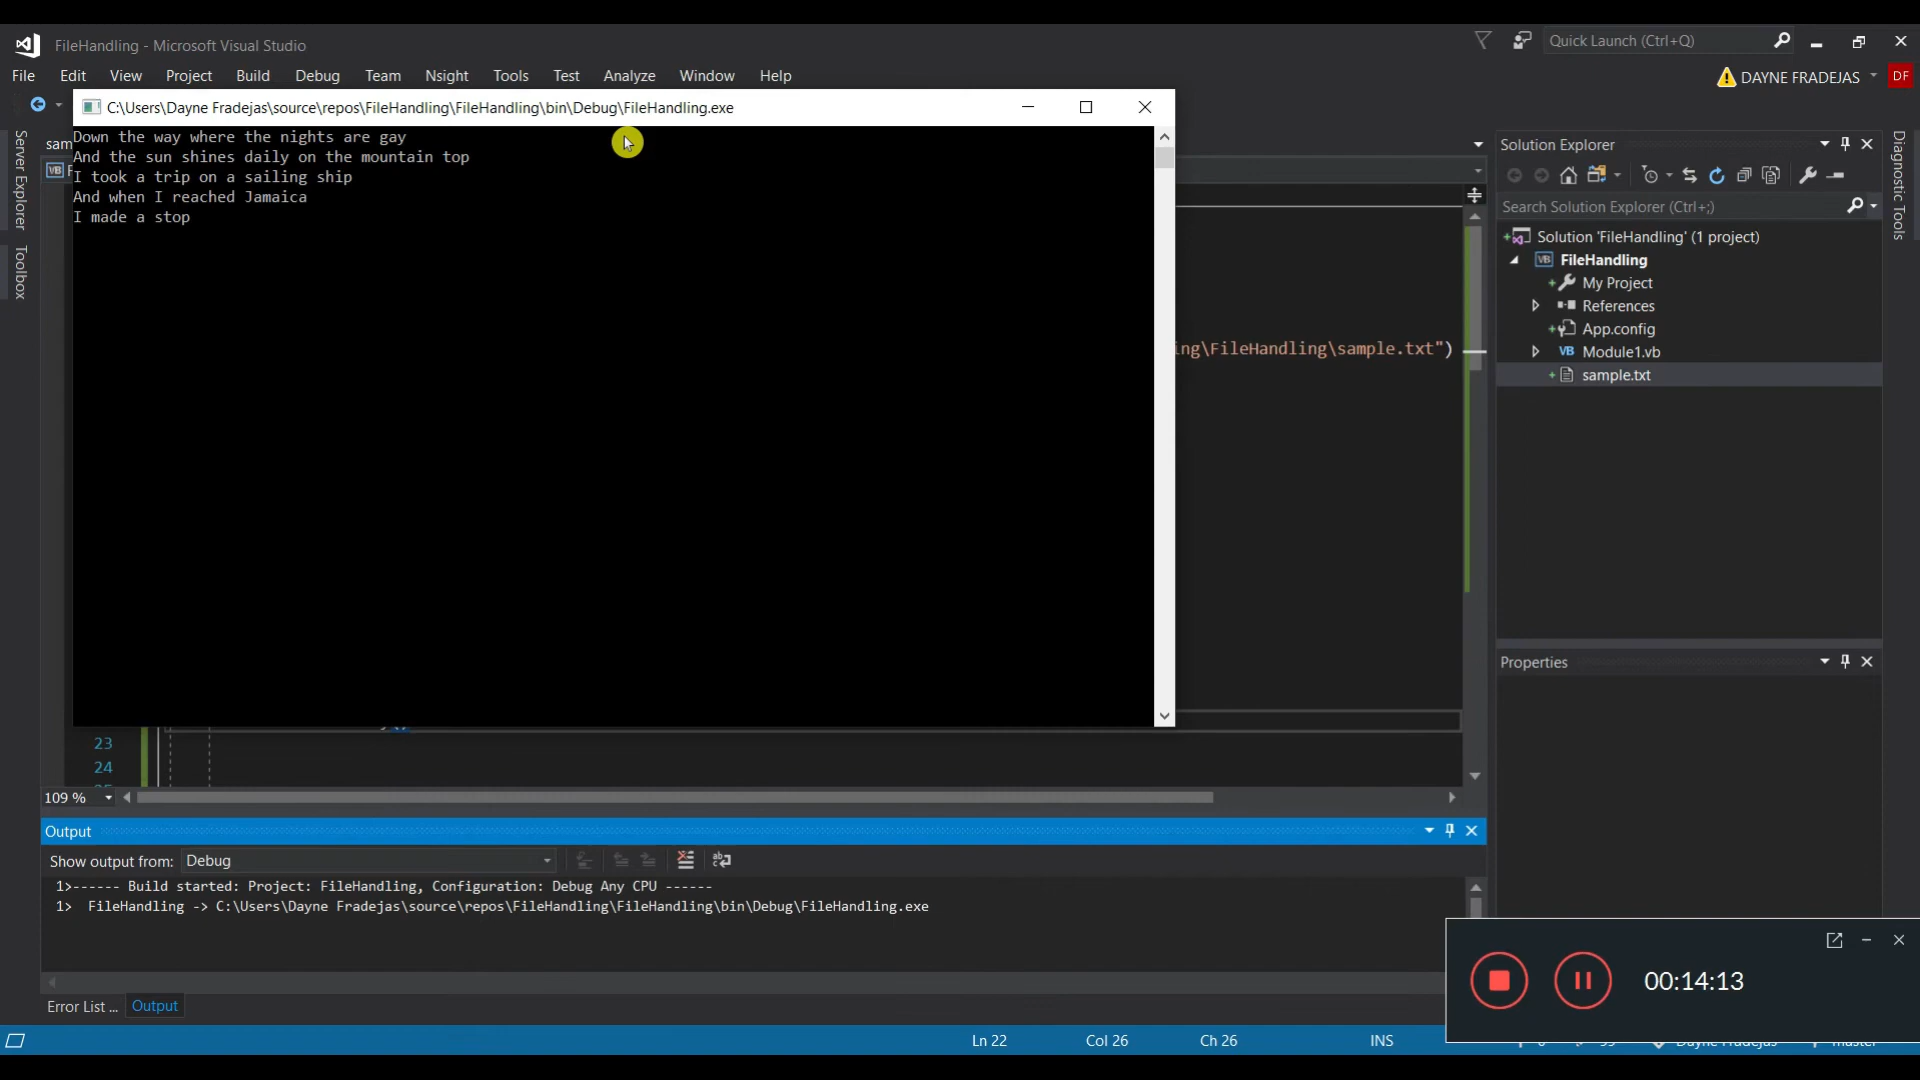 FileHandling - Microsoft Visual Studio
Quick Launch (Ctrl+Q)
File Edit View Project Build Debug Team Nsight Tools Test Analyze Window Help
DAYNE FRADEJAS DF
C:\Users\Dayne Fradejas\source\repos\FileHandling\FileHandling\bin\Debug\FileHandling.exe
Down the way where the nights are gay
And the sun shines daily on the mountain top
I took a trip on a sailing ship
And when I reached Jamaica
I made a stop
Server Explorer
Toolbox
sam
VB F
ing\FileHandling\sample.txt")
23
24
109 %
Solution Explorer
Search Solution Explorer (Ctrl+;)
Solution 'FileHandling' (1 project)
VB FileHandling
My Project
References
App.config
VB Module1.vb
sample.txt
Properties
Diagnostic Tools
Output
Show output from: Debug
1>------ Build started: Project: FileHandling, Configuration: Debug Any CPU ------
1> FileHandling -> C:\Users\Dayne Fradejas\source\repos\FileHandling\FileHandling\bin\Debug\FileHandling.exe
Error List ... Output
00:14:13
Ln 22 Col 26 Ch 26 INS
Dayne Fradejas master